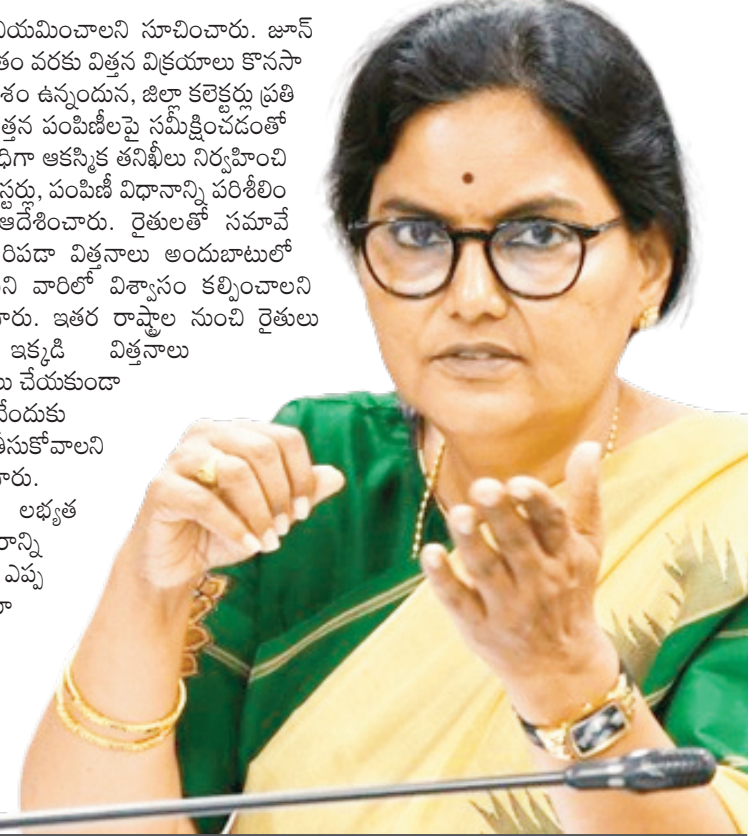 నియమించాలని సూచించారు. జూన్
తం వరకు విత్తన విక్రయాలు కొనసా
శం ఉన్నందున, జిల్లా కలెక్టర్లు ప్రతి
త్తన పంపిణీలపై సమీక్షించడంతో
ధిగా ఆకస్మిక తనిఖీలు నిర్వహించి
స్టర్లు, పంపిణీ విధానాన్ని పరిశీలిం
ఆదేశించారు. రైతులతో సమావే
రిపడా విత్తనాలు అందుబాటులో
ని వారిలో విశ్వాసం కల్పించాలని
రు. ఇతర రాష్ట్రాల నుంచి రైతులు
ఇక్కడి విత్తనాలు
లు చేయకుండా
చేందుకు
తీసుకోవాలని
రు.
లభ్యత
రాన్ని
ఎప్ప